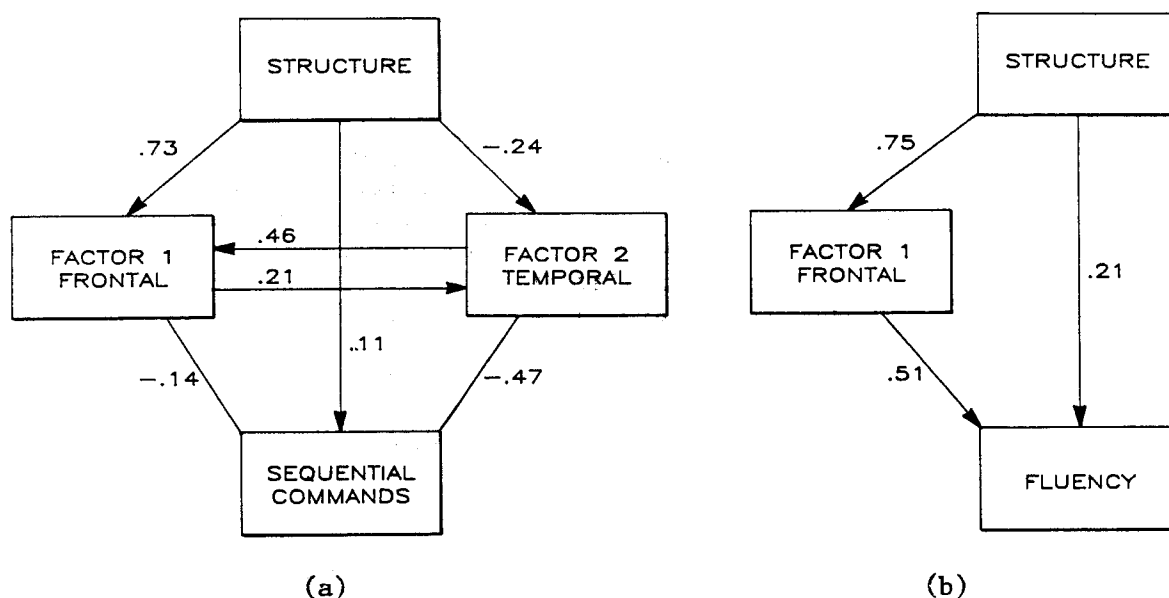 STRUCTURE
.73
-.24
FACTOR 1
FRONTAL
.46
.21
FACTOR 2
TEMPORAL
.11
-.14
-.47
SEQUENTIAL
COMMANDS
(a)
STRUCTURE
.75
FACTOR 1
FRONTAL
.21
.51
FLUENCY
(b)